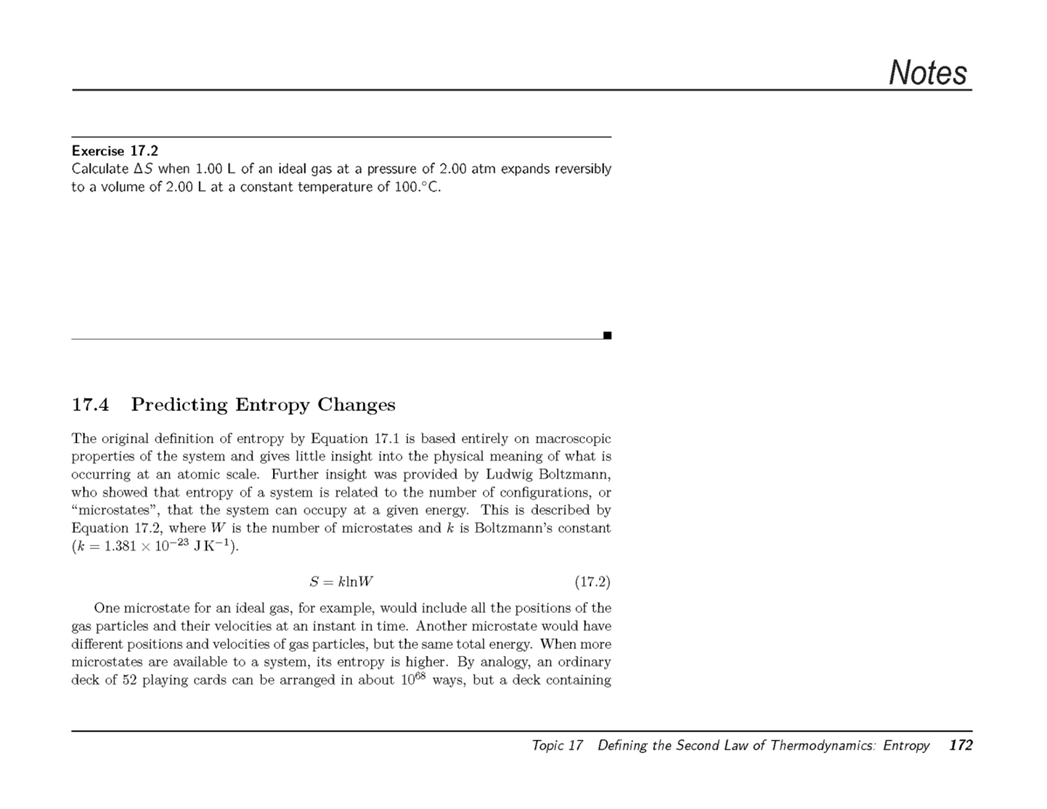 Notes
Exercise 17.2
Calculate ΔS when 1.00 L of an ideal gas at a pressure of 2.00 atm expands reversibly
to a volume of 2.00 L at a constant temperature of 100.°C.
17.4 Predicting Entropy Changes
The original definition of entropy by Equation 17.1 is based entirely on macroscopic
properties of the system and gives little insight into the physical meaning of what is
occurring at an atomic scale. Further insight was provided by Ludwig Boltzmann,
who showed that entropy of a system is related to the number of configurations, or
“microstates”, that the system can occupy at a given energy. This is described by
Equation 17.2, where W is the number of microstates and k is Boltzmann’s constant
(k = 1.381 × 10⁻²³ J K⁻¹).
S = klnW (17.2)
One microstate for an ideal gas, for example, would include all the positions of the
gas particles and their velocities at an instant in time. Another microstate would have
different positions and velocities of gas particles, but the same total energy. When more
microstates are available to a system, its entropy is higher. By analogy, an ordinary
deck of 52 playing cards can be arranged in about 10⁶⁸ ways, but a deck containing
Topic 17 Defining the Second Law of Thermodynamics: Entropy 172